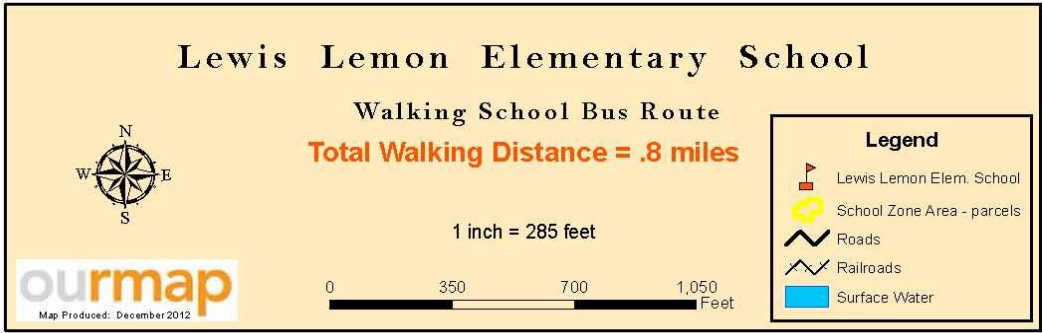 Lewis Lemon Elementary School
Walking School Bus Route
Total Walking Distance = .8 miles
N
W E
S
1 inch = 285 feet
0 350 700 1,050
Feet
ourmap
Map Produced: December 2012
Legend
Lewis Lemon Elem. School
School Zone Area - parcels
Roads
Railroads
Surface Water